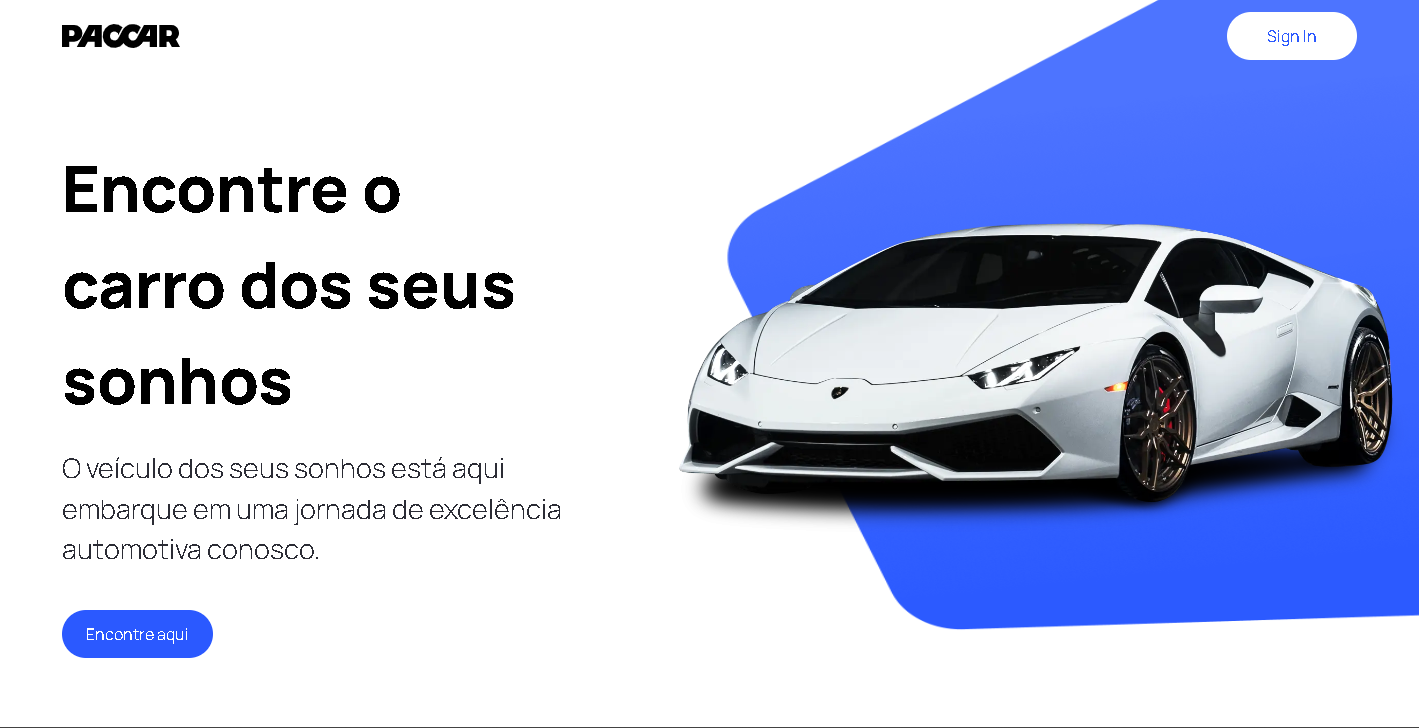 PACCAR
Sign In
Encontre o
carro dos seus
sonhos
O veículo dos seus sonhos está aqui
embarque em uma jornada de excelência
automotiva conosco.
Encontre aqui